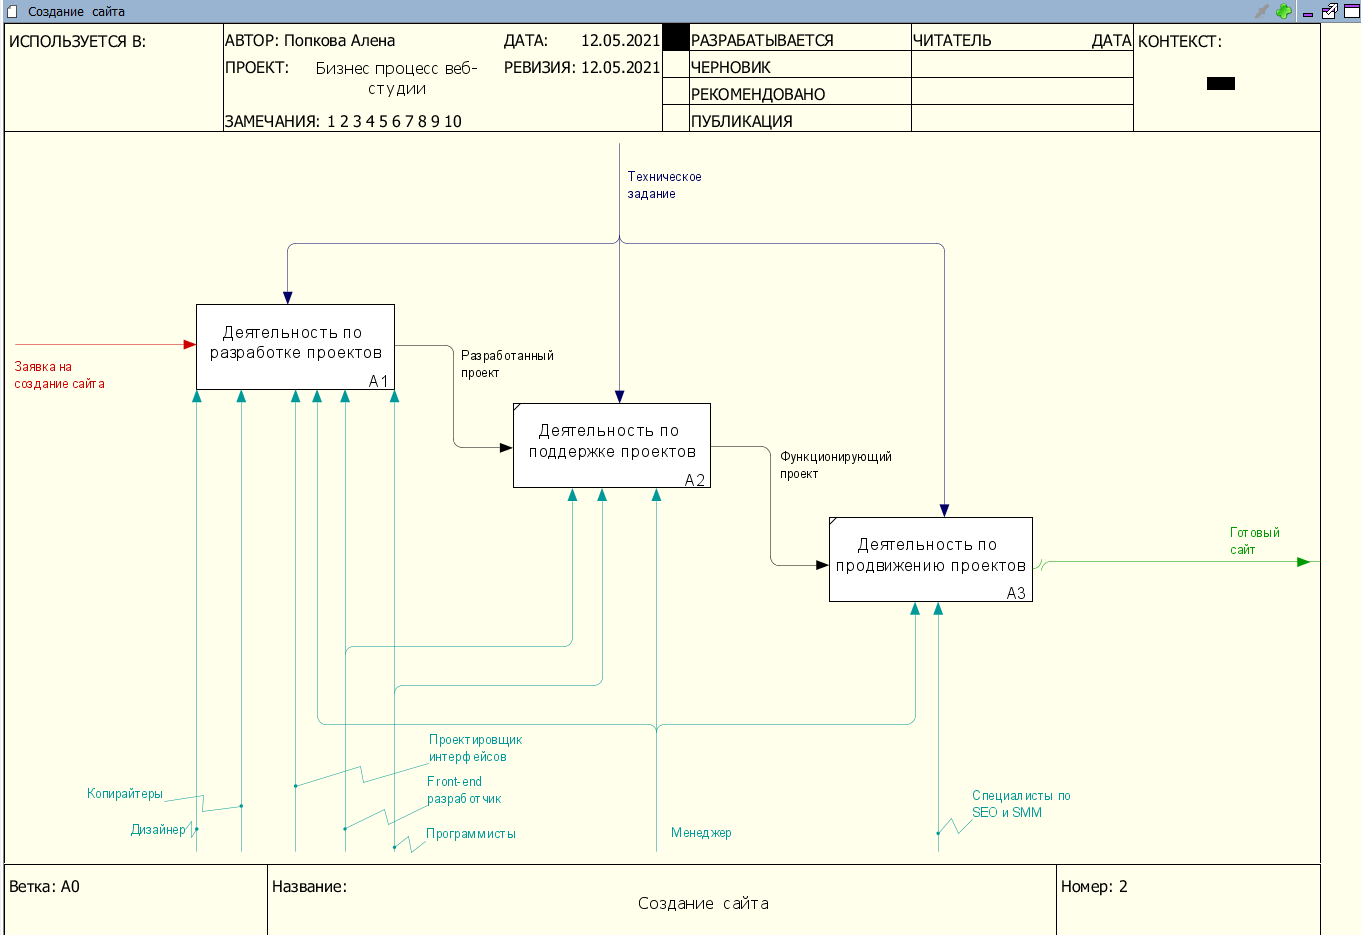 Создание сайта
ИСПОЛЬЗУЕТСЯ В:
АВТОР: Попкова Алена
ДАТА: 12.05.2021
РАЗРАБАТЫВАЕТСЯ
ЧИТАТЕЛЬ
ДАТА
КОНТЕКСТ:
ПРОЕКТ: Бизнес процесс веб-
студии
РЕВИЗИЯ: 12.05.2021
ЧЕРНОВИК
РЕКОМЕНДОВАНО
ЗАМЕЧАНИЯ: 1 2 3 4 5 6 7 8 9 10
ПУБЛИКАЦИЯ
Техническое
задание
Деятельность по
разработке проектов
A1
Заявка на
создание сайта
Разработанный
проект
Деятельность по
поддержке проектов
A2
Функционирующий
проект
Деятельность по
продвижению проектов
A3
Готовый
сайт
Проектировщик
интерфейсов
Front-end
разработчик
Копирайтеры
Дизайнер
Программисты
Менеджер
Специалисты по
SEO и SMM
Ветка: A0
Название:
Создание сайта
Номер: 2